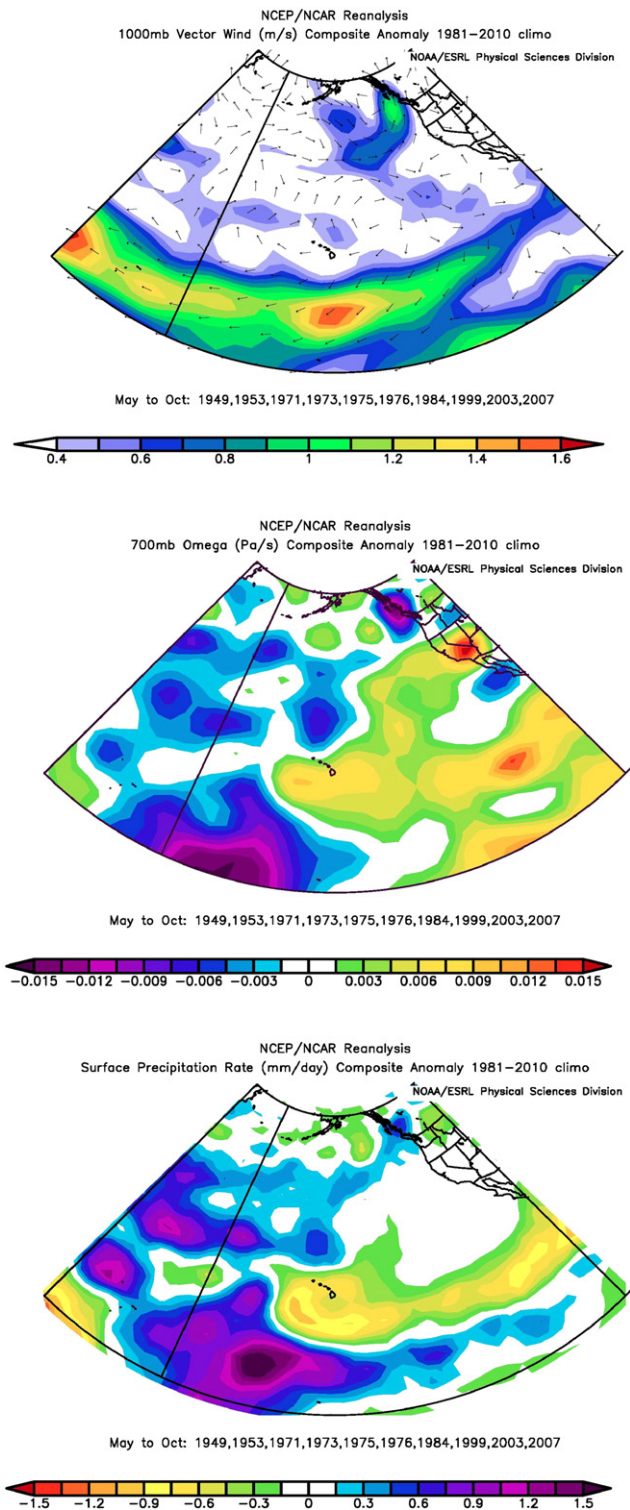 NCEP/NCAR Reanalysis
1000mb Vector Wind (m/s) Composite Anomaly 1981-2010 climo
NOAA/ESRL Physical Sciences Division
May to Oct: 1949,1953,1971,1973,1975,1976,1984,1999,2003,2007
0.4 0.6 0.8 1 1.2 1.4 1.6
NCEP/NCAR Reanalysis
700mb Omega (Pa/s) Composite Anomaly 1981-2010 climo
NOAA/ESRL Physical Sciences Division
May to Oct: 1949,1953,1971,1973,1975,1976,1984,1999,2003,2007
-0.015 -0.012 -0.009 -0.006 -0.003 0 0.003 0.006 0.009 0.012 0.015
NCEP/NCAR Reanalysis
Surface Precipitation Rate (mm/day) Composite Anomaly 1981-2010 climo
NOAA/ESRL Physical Sciences Division
May to Oct: 1949,1953,1971,1973,1975,1976,1984,1999,2003,2007
-1.5 -1.2 -0.9 -0.6 -0.3 0 0.3 0.6 0.9 1.2 1.5